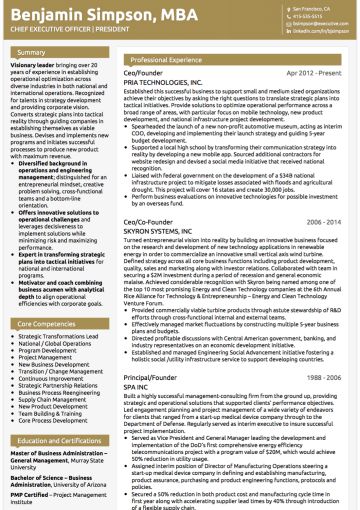 Benjamin Simpson, MBA
CHIEF EXECUTIVE OFFICER | PRESIDENT
San Francisco, CA
415-535-5515
bsimpson@email.com
linkedin.com/in/bjsimpson
Summary
Visionary leader bringing over 20
years of experience in establishing
operational optimization across
diverse industries in both national
and international. Recognized for
talents in strategy development
and providing corporate vision.
Converts strategic plans into tactical
results while guiding companies in
establishing themselves as viable
business. Devises and implements new
programs and initiates successful
processes to produce new product
with maximum revenue.
• Diversified background in
operations and engineering
management; distinguished for an
entrepreneurial mindset, creative
problem solving, cross-functional
teams and a bottom-line
orientation.
• Offers innovative solutions to
operational challenges and
leverages decisiveness to
implement solutions while
minimizing risk and maximizing
performance.
• Expert in transforming strategic
plans into tactical initiatives for
national and international
programs.
• Motivator and coach combining
business acumen with analytical
depth to align operational
efficiencies with corporate
objectives.
Core Competencies
• Strategic Transformations Lead
• National / Global Operations
• Program Development
• Project Management
• New Business Development
• Transition / Change Management
• Continuous Improvement
• Strategic Partnership Relations
• Business Process Reengineering
• Supply Chain Management
• New Product Development
• Team Building & Leadership
• Core Process Development
Education and Certifications
Master of Business Administration –
General Management, Murray State
University
Bachelor of Science – Business
Administration, University of Arizona
PMP Certified – Project Management
Institute
Professional Experience
Ceo/Founder Apr 2012 - Present
PRIA TECHNOLOGIES, INC.
Established this successful business to support small and medium sized organizations
achieve their objectives by asking the right questions to translate strategic plans into
tactical initiatives. Provide solutions to optimize operational performance across a
broad range of areas, with particular focus on mobile technology, new product
development, and national infrastructure project development.
• Spearheaded the launch of a new non-profit automotive museum, acting as interim
COO, developing and implementing their launch strategy and guiding 5-year
budget development.
• Supported a local high school by transforming their communication strategy into
reality by developing a new mobile app. Sourced additional contractors for
website redesign and devised a social media initiative that received national
recognition.
• Liaised with federal government on the development of a $34B national
infrastructure project to mitigate issues associated with floods and agricultural
drought. This project will cover 16 states and create 30,000 jobs.
• Perform business evaluations on innovative technologies for possible investment
by an overseas investor.
Ceo/Co-Founder 2006 - 2014
SKYRON SYSTEMS, INC.
Turned entrepreneurial vision into reality by building an innovative business focused
on the research and development of new technology applications in renewable
energy in order to commercialize an innovative small vertical axis wind turbine.
Defined strategy across all core business functions including product development,
quality, sales and marketing along with investor relations. Collaborated with team in
securing a $2M investment during a period of recession and general economic
malaise. Achieved considerable recognition with Skyron being named among one of
the top 10 most promising Energy and Clean Technology companies at the 6th Annual
Rice Alliance for Technology & Entrepreneurship – Energy and Clean Technology
Venture Forum.
• Provided commercially viable turbine products through astute stewardship of R&D
efforts through cross-functional internal and external teams.
• Effectively managed market fluctuations by constructing multiple 5-year business
plans and budgets.
• Directed profitable discussions with Central American government, banking, and
industry representatives on an economic development initiative.
• Established and managed Engineering Social Advancement initiative fostering a
holistic social /utility infrastructure service to support developing countries.
Principal/Founder 1988 - 2006
SPA INC
Built a highly successful management-consulting firm from the ground up, providing
strategic and operational solutions that supported clients' performance objectives.
Led engagement planning and project management of a wide variety of endeavors
for clients that ranged from a start-up medical device company through to the
Department of Defense. Regularly served as interim executive to insure successful
project implementation.
• Served as Vice President and General Manager leading the development and
implementation of the DoD's first comprehensive energy efficiency
telecommuications project with a program value of $20M, which would achieve
50% reduction in utility usage.
• Assigned interim position of Director of Manufacturing Operations steering a
start-up medical device company in defining and establishing manufacturing,
quality assurance, purchasing and product engineering functions, protocols and
policies.
• Secured a 50% reduction in both product cost and manufacturing cycle time in
first year along with accelerating supplier lead times by 40% and increased on-time